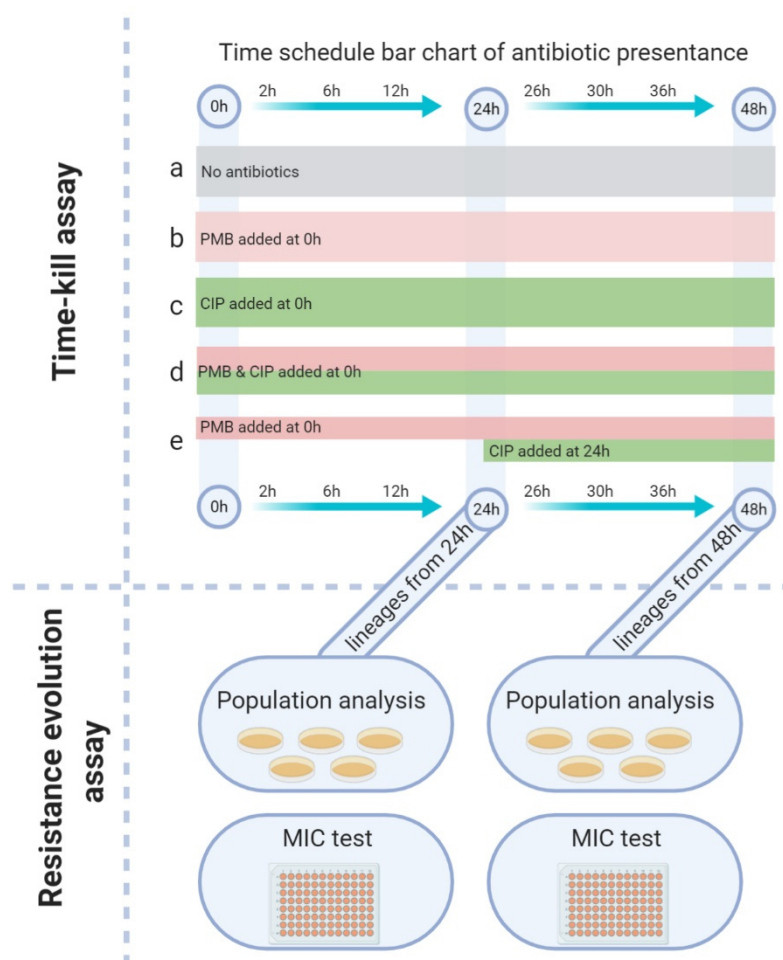 Time schedule bar chart of antibiotic presentance
0h 2h 6h 12h 24h 26h 30h 36h 48h
Time-kill assay
a No antibiotics
b PMB added at 0h
c CIP added at 0h
d PMB & CIP added at 0h
e PMB added at 0h
CIP added at 24h
0h 2h 6h 12h 24h 26h 30h 36h 48h
lineages from 24h lineages from 48h
Resistance evolution
assay
Population analysis Population analysis
MIC test MIC test